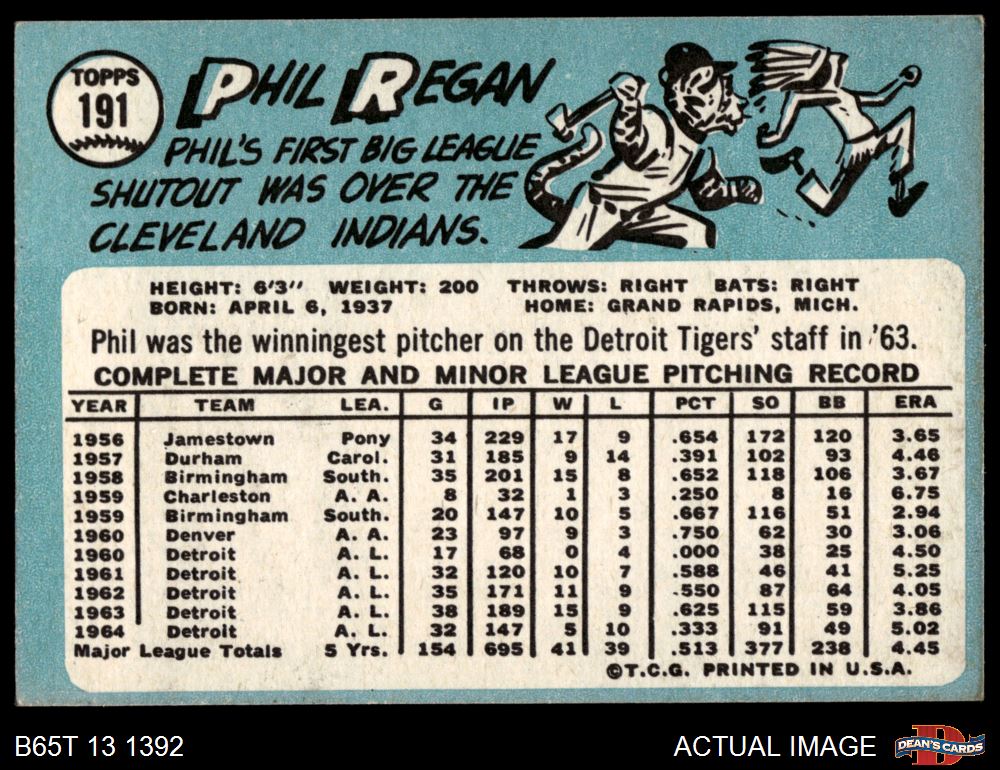 TOPPS
191
PHIL REGAN
PHIL'S FIRST BIG LEAGUE
SHUTOUT WAS OVER THE
CLEVELAND INDIANS.
HEIGHT: 6'3" WEIGHT: 200 THROWS: RIGHT BATS: RIGHT
BORN: APRIL 6, 1937 HOME: GRAND RAPIDS, MICH.
Phil was the winningest pitcher on the Detroit Tigers' staff in '63.
COMPLETE MAJOR AND MINOR LEAGUE PITCHING RECORD
YEAR TEAM LEA. G IP W L PCT SO BB ERA
1956 Jamestown Pony 34 229 17 9 .654 172 120 3.65
1957 Durham Carol. 31 185 9 14 .391 102 93 4.46
1958 Birmingham South. 35 201 15 8 .652 118 106 3.67
1959 Charleston A. A. 8 32 1 3 .250 8 16 6.75
1959 Birmingham South. 20 147 10 5 .667 116 51 2.94
1960 Denver A. A. 23 97 9 3 .750 62 30 3.06
1960 Detroit A. L. 17 68 0 4 .000 38 25 4.50
1961 Detroit A. L. 32 120 10 7 .588 46 41 5.25
1962 Detroit A. L. 35 171 11 9 .550 87 64 4.05
1963 Detroit A. L. 38 189 15 9 .625 115 59 3.86
1964 Detroit A. L. 32 147 5 10 .333 91 49 5.02
Major League Totals 5 Yrs. 154 695 41 39 .513 377 238 4.45
©T.C.G. PRINTED IN U.S.A.
B65T 13 1392
ACTUAL IMAGE
DEAN'S CARDS